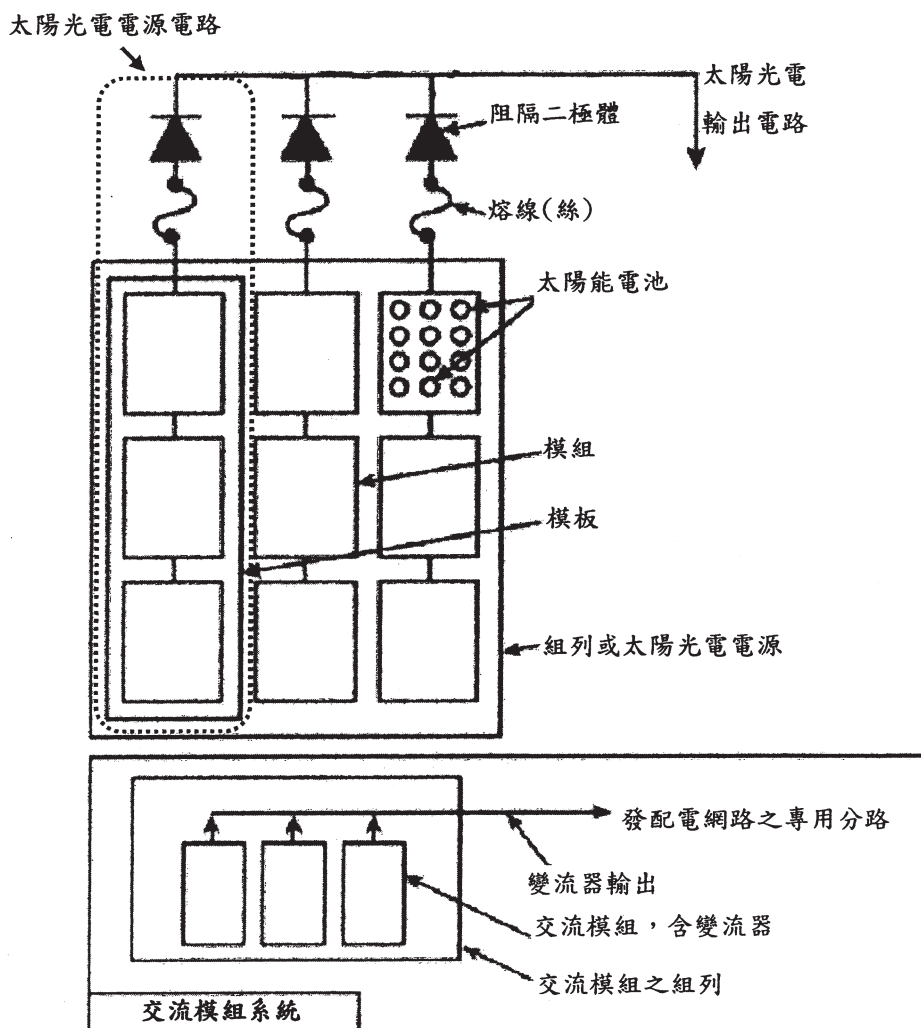 太陽光電電源電路
太陽光電
輸出電路
阻隔二極體
熔線(絲)
太陽能電池
模組
模板
組列或太陽光電電源
發配電網路之專用分路
變流器輸出
交流模組，含變流器
交流模組之組列
交流模組系統